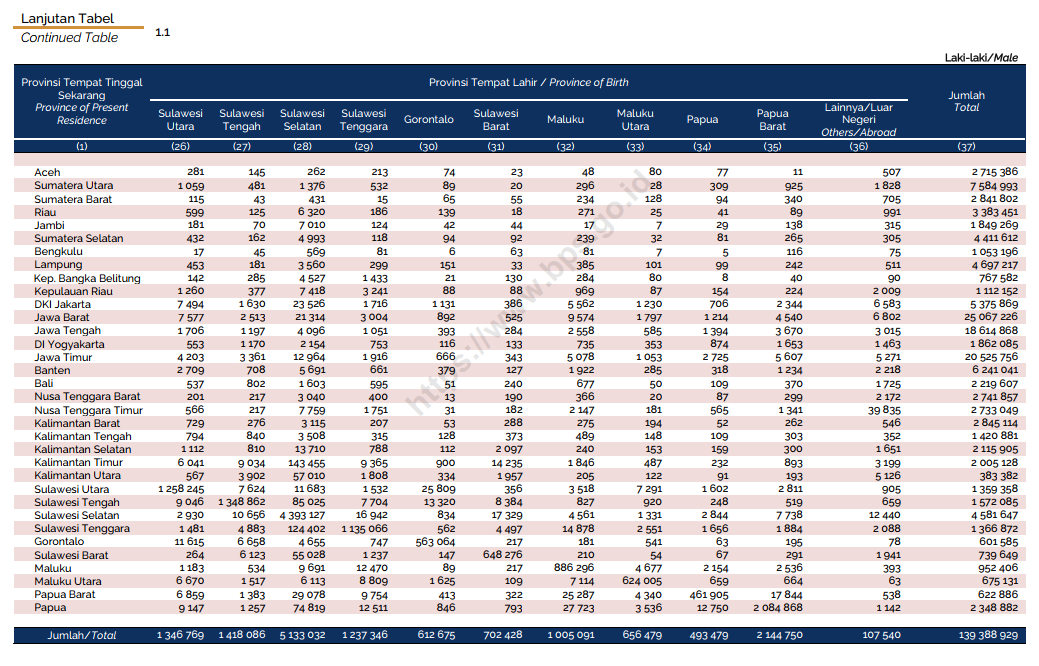 Lanjutan Tabel
Continued Table
1.1
Laki-laki/Male
Provinsi Tempat Tinggal Sekarang Province of Present Residence
Provinsi Tempat Lahir / Province of Birth
Jumlah Total
Sulawesi Utara Sulawesi Tengah Sulawesi Selatan Sulawesi Tenggara Gorontalo Sulawesi Barat Maluku Maluku Utara Papua Papua Barat Lainnya/Luar Negeri Others/Abroad
(1) (26) (27) (28) (29) (30) (31) (32) (33) (34) (35) (36) (37)
Aceh 281 145 262 213 74 23 48 80 77 11 507 2 715 386
Sumatera Utara 1 059 481 1 376 532 89 20 296 28 309 925 1 828 7 584 993
Sumatera Barat 115 43 431 15 65 55 234 128 94 340 705 2 841 802
Riau 599 125 6 320 186 139 18 271 25 41 89 991 3 383 451
Jambi 181 70 7 010 124 42 44 17 7 29 138 315 1 849 269
Sumatera Selatan 432 162 4 993 118 94 92 239 32 81 265 305 4 411 612
Bengkulu 17 45 569 81 6 63 81 7 5 116 75 1 053 196
Lampung 453 181 3 560 299 151 33 385 101 99 242 511 4 697 217
Kep. Bangka Belitung 142 285 4 527 1 433 21 130 284 80 8 40 90 767 582
Kepulauan Riau 1 260 377 7 418 3 241 88 88 969 87 154 224 2 009 1 112 152
DKI Jakarta 7 494 1 630 23 526 1 716 1 131 386 5 562 1 230 706 2 344 6 583 5 375 869
Jawa Barat 7 577 2 513 21 314 3 004 892 525 9 574 1 797 1 214 4 540 6 802 25 067 226
Jawa Tengah 1 706 1 197 4 096 1 051 393 284 2 558 585 1 394 3 670 3 015 18 614 868
DI Yogyakarta 553 1 170 2 154 753 116 133 735 353 874 1 653 1 463 1 862 085
Jawa Timur 4 203 3 361 12 964 1 916 666 343 5 078 1 053 2 725 5 607 5 271 20 525 756
Banten 2 709 708 5 691 661 379 127 1 922 285 318 1 234 2 218 6 241 041
Bali 537 802 1 603 595 51 240 677 50 109 370 1 725 2 219 607
Nusa Tenggara Barat 201 217 3 040 400 13 190 366 20 87 299 2 172 2 741 857
Nusa Tenggara Timur 566 217 7 759 1 751 31 182 2 147 181 565 1 341 39 835 2 733 049
Kalimantan Barat 729 276 3 115 207 53 288 275 194 52 262 546 2 845 114
Kalimantan Tengah 794 840 3 508 315 128 373 489 148 109 303 352 1 420 881
Kalimantan Selatan 1 112 810 13 710 788 112 2 097 240 153 159 300 1 651 2 115 905
Kalimantan Timur 6 041 9 034 143 455 9 365 900 14 235 1 846 487 232 893 3 199 2 005 128
Kalimantan Utara 567 3 902 57 010 1 808 334 1 957 205 122 91 193 5 126 383 382
Sulawesi Utara 1 258 245 7 624 11 683 1 532 25 809 356 3 518 7 291 1 602 2 811 905 1 359 358
Sulawesi Tengah 9 046 1 348 862 85 025 7 704 13 320 8 384 827 920 248 519 659 1 572 085
Sulawesi Selatan 2 930 10 656 4 393 127 16 942 834 17 329 4 561 1 331 2 844 7 738 12 440 4 581 647
Sulawesi Tenggara 1 481 4 883 124 402 1 135 066 562 4 497 14 878 2 551 1 656 1 884 2 088 1 366 872
Gorontalo 11 615 6 658 4 655 747 563 064 217 181 541 63 195 78 601 585
Sulawesi Barat 264 6 123 55 028 1 237 147 648 276 210 54 67 291 1 941 739 649
Maluku 1 183 534 9 691 12 470 89 217 886 296 4 677 2 154 2 536 393 952 406
Maluku Utara 6 670 1 517 6 113 8 809 1 625 109 7 114 624 005 659 664 63 675 131
Papua Barat 6 859 1 383 29 078 9 754 413 322 25 287 4 340 461 905 17 844 538 622 886
Papua 9 147 1 257 74 819 12 511 846 793 27 723 3 536 12 750 2 084 868 1 142 2 348 882
Jumlah/Total 1 346 769 1 418 086 5 133 032 1 237 346 612 675 702 428 1 005 091 656 479 493 479 2 144 750 107 540 139 388 929
https://www.bps.go.id